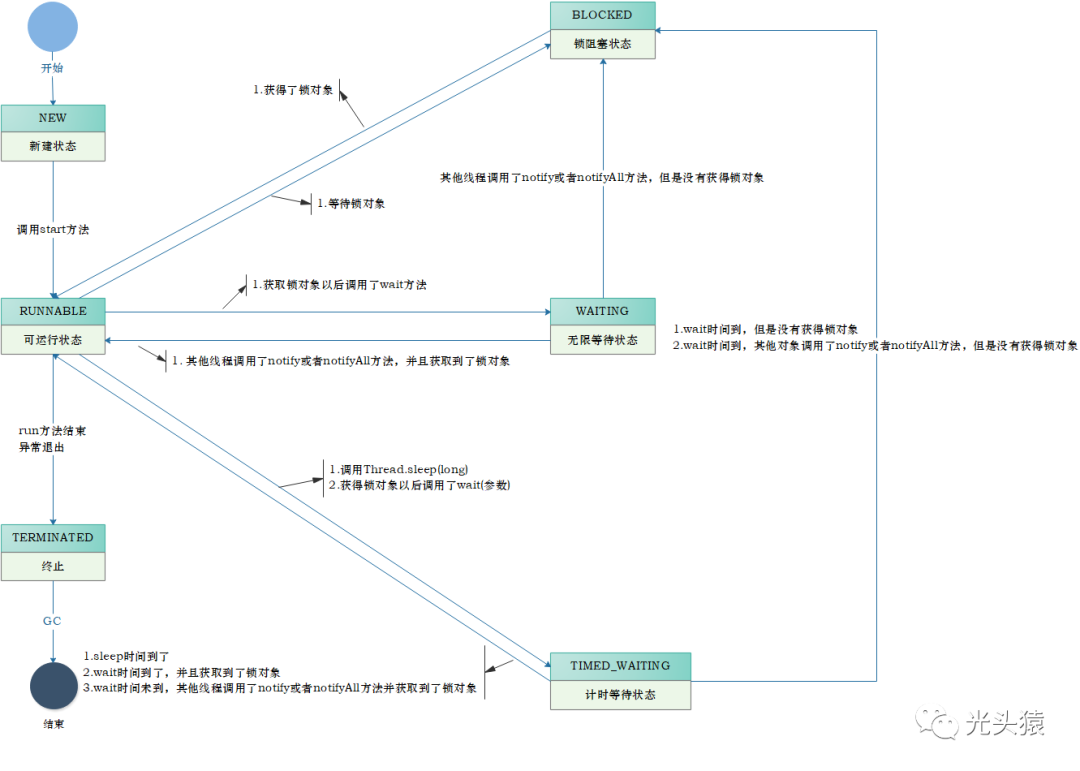 BLOCKED
锁阻塞状态
开始
1.获得了锁对象
NEW
新建状态
其他线程调用了notify或者notifyAll方法，但是没有获得锁对象
1.等待锁对象
调用start方法
1.获取锁对象以后调用了wait方法
RUNNABLE
可运行状态
WAITING
无限等待状态
1.wait时间到，但是没有获得锁对象
2.wait时间到，其他对象调用了notify或者notifyAll方法，但是没有获得锁对象
1. 其他线程调用了notify或者notifyAll方法，并且获取到了锁对象
run方法结束
异常退出
1.调用Thread.sleep(long)
2.获得锁对象以后调用了wait(参数)
TERMINATED
终止
GC
1.sleep时间到了
2.wait时间到了，并且获取到了锁对象
3.wait时间未到，其他线程调用了notify或者notifyAll方法并获取到了锁对象
结束
TIMED_WAITING
计时等待状态
光头猿